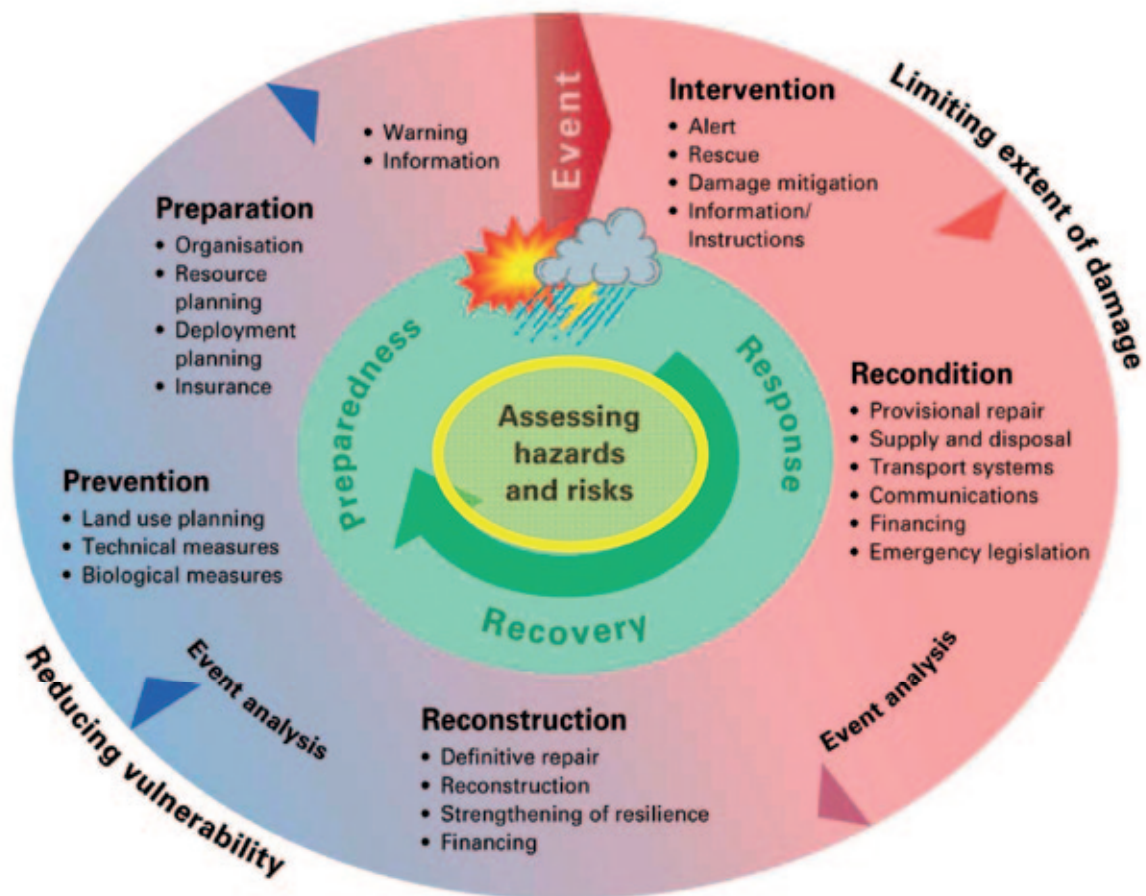 Event
Intervention
• Alert
• Rescue
• Damage mitigation
• Information/
Instructions
Limiting extent of damage
• Warning
• Information
Preparation
• Organisation
• Resource
planning
• Deployment
planning
• Insurance
Preparedness
Response
Recovery
Assessing
hazards
and risks
Recondition
• Provisional repair
• Supply and disposal
• Transport systems
• Communications
• Financing
• Emergency legislation
Prevention
• Land use planning
• Technical measures
• Biological measures
Event analysis
Reducing vulnerability
Reconstruction
• Definitive repair
• Reconstruction
• Strengthening of resilience
• Financing
Event analysis